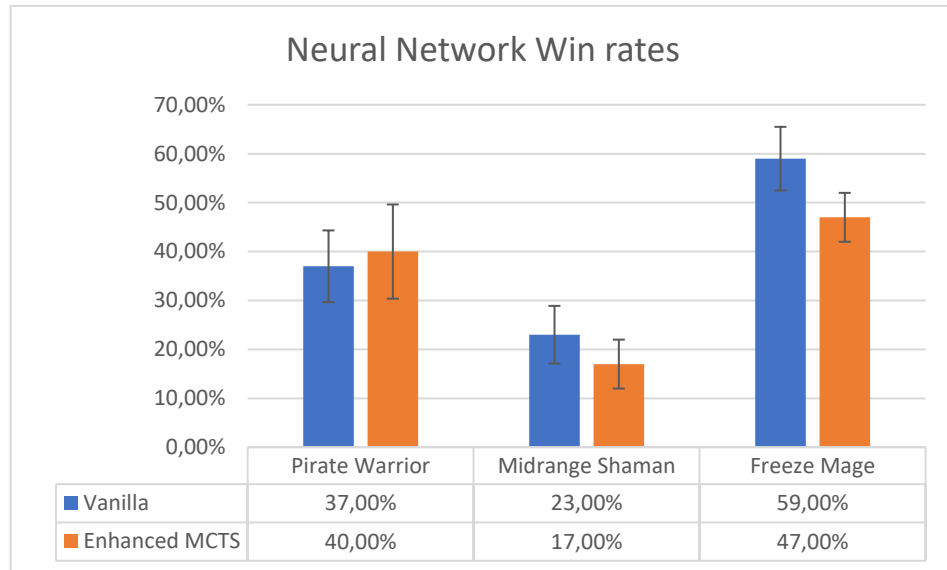 Neural Network Win rates
70,00%
60,00%
50,00%
40,00%
30,00%
20,00%
10,00%
0,00%
Pirate Warrior Midrange Shaman Freeze Mage
Vanilla 37,00% 23,00% 59,00%
Enhanced MCTS 40,00% 17,00% 47,00%